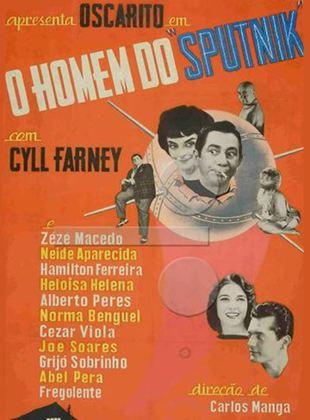 apresenta OSCARITO em
O HOMEM DO "SPUTNIK"
com
CYLL FARNEY
e
Zezé Macedo
Neide Aparecida
Hamilton Ferreira
Heloisa Helena
Alberto Peres
Norma Benguel
Cezar Viola
Joe Soares
Grijó Sobrinho
Abel Pera
Fregolente
direção de
Carlos Manga